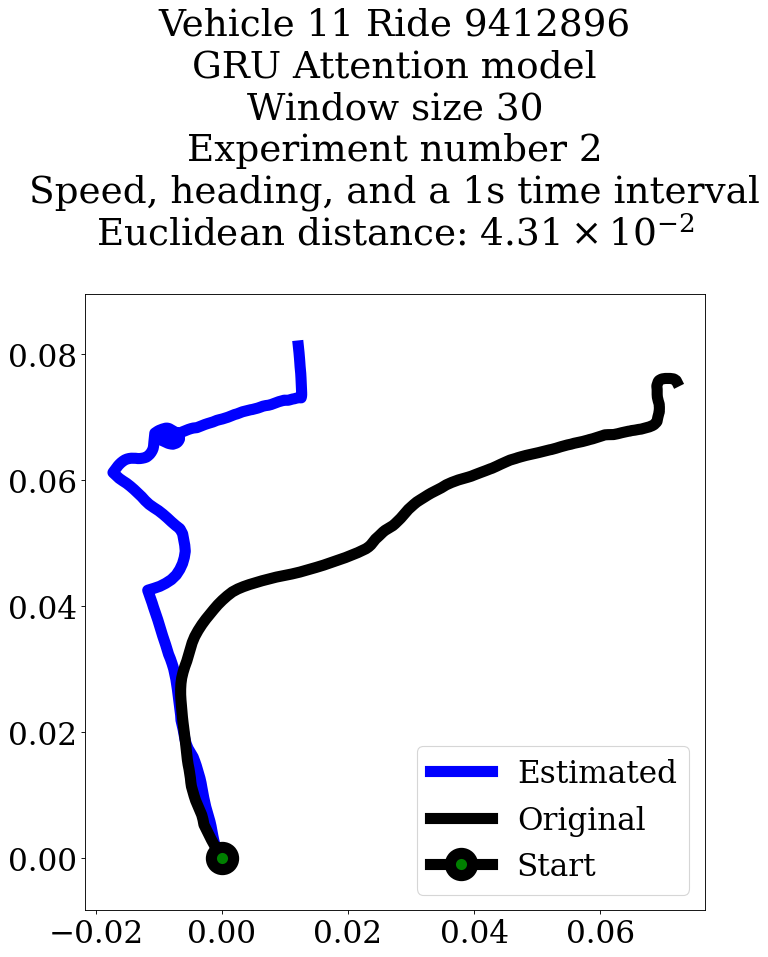 Vehicle 11 Ride 9412896
GRU Attention model
Window size 30
Experiment number 2
Speed, heading, and a 1s time interval
Euclidean distance: 4.31 × 10⁻²
0.08
0.06
0.04
0.02
0.00
Estimated
Original
Start
−0.02 0.00 0.02 0.04 0.06